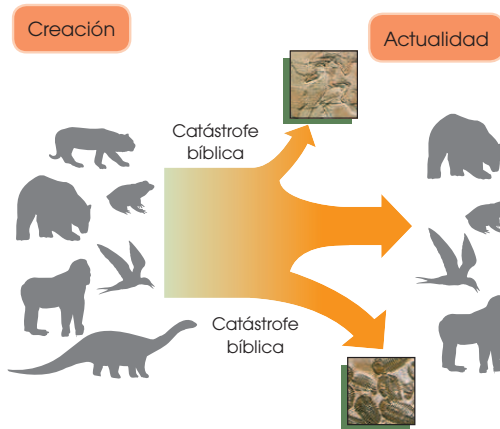 Creación
Actualidad
Catástrofe
bíblica
Catástrofe
bíblica